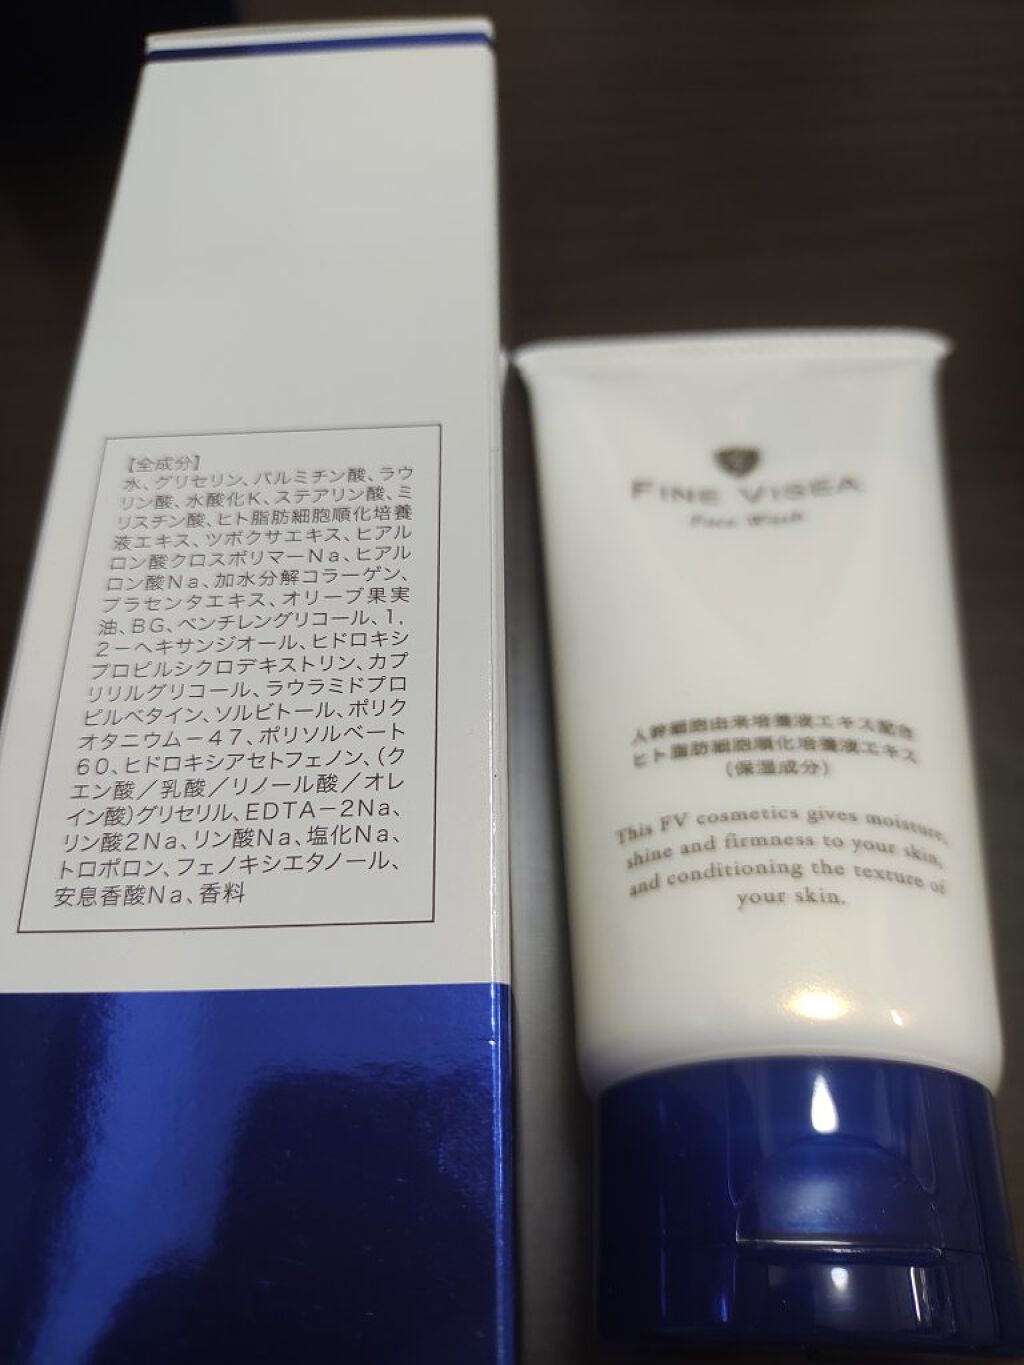 【全成分】
水、グリセリン、パルミチン酸、ラウ
リン酸、水酸化K、ステアリン酸、ミ
リスチン酸、ヒト脂肪細胞順化培養
液エキス、ツボクサエキス、ヒアル
ロン酸クロスポリマーNa、ヒアル
ロン酸Na、加水分解コラーゲン、
プラセンタエキス、オリーブ果実
油、BG、ペンチレングリコール、1,
2－ヘキサンジオール、ヒドロキシ
プロピルシクロデキストリン、カプ
リリルグリコール、ラウラミドプロ
ピルベタイン、ソルビトール、ポリク
オタニウム－47、ポリソルベート
60、ヒドロキシアセトフェノン、(ク
エン酸／乳酸／リノール酸／オレ
イン酸)グリセリル、EDTA－2Na、
リン酸2Na、リン酸Na、塩化Na、
トロポロン、フェノキシエタノール、
安息香酸Na、香料
FINE VISEA
Face Wash
人幹細胞由来培養液エキス配合
ヒト脂肪細胞順化培養液エキス
(保湿成分)
This FV cosmetics gives moisture,
shine and firmness to your skin,
and conditioning the texture of
your skin.